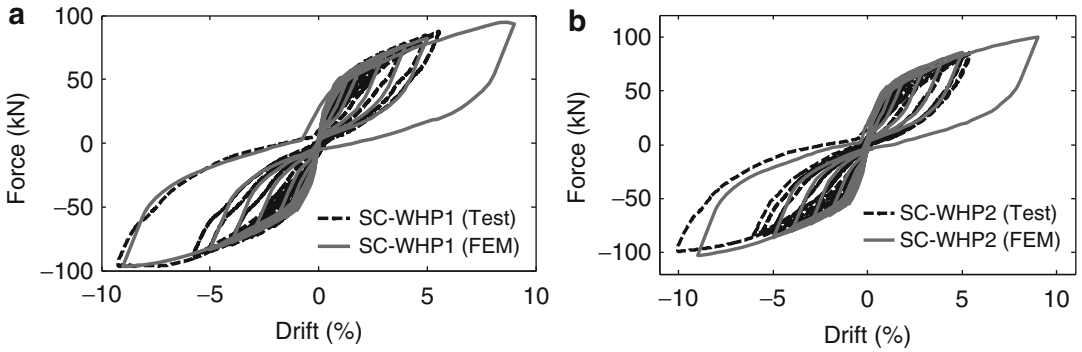 a
100
50
0
−50
−100
Force (kN)
SC-WHP1 (Test)
SC-WHP1 (FEM)
−10
−5
0
5
10
Drift (%)
b
100
50
0
−50
−100
Force (kN)
SC-WHP2 (Test)
SC-WHP2 (FEM)
−10
−5
0
5
10
Drift (%)